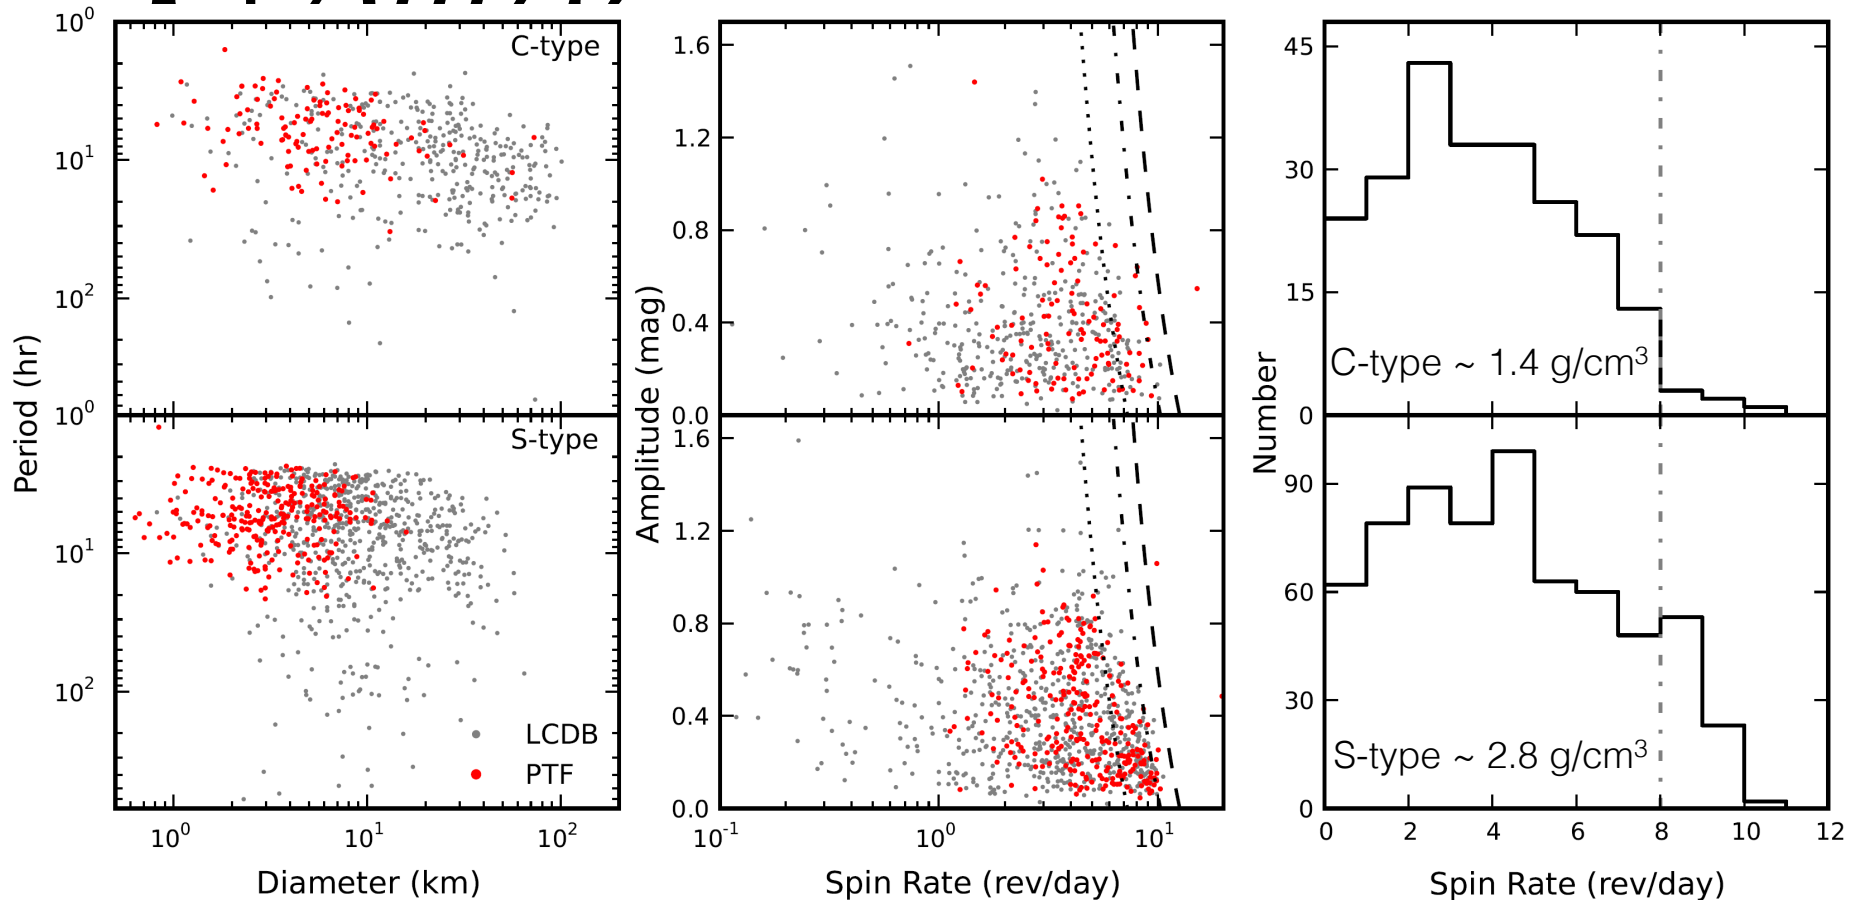 C-type
10⁰
10¹
10²
Period (hr)
10⁰
S-type
10¹
10²
LCDB
PTF
10⁰
10¹
10²
Diameter (km)
1.6
1.2
0.8
0.4
0.0
Amplitude (mag)
1.6
1.2
0.8
0.4
0.0
10⁻¹
10⁰
10¹
Spin Rate (rev/day)
45
30
15
0
C-type ~ 1.4 g/cm³
Number
90
60
30
0
S-type ~ 2.8 g/cm³
0 2 4 6 8 10 12
Spin Rate (rev/day)